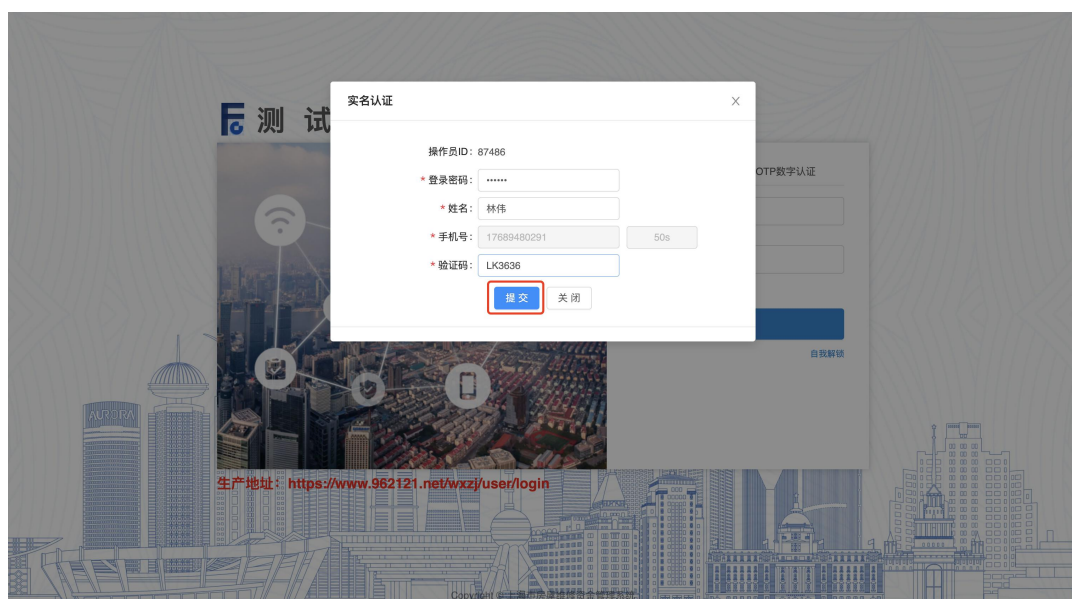 实名认证
测 试
操作员ID： 87486
OTP数字认证
* 登录密码： ••••••
* 姓名： 林伟
* 手机号： 17689480291 50s
* 验证码： LK3636
提 交 关 闭
自我解锁
AURORA
生产地址： https://www.962121.net/wxzj/user/login